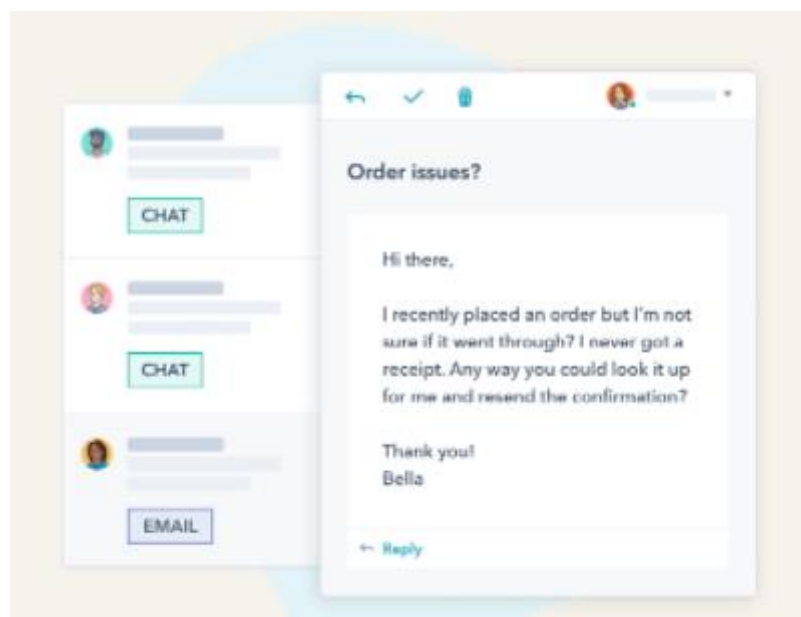 CHAT
CHAT
EMAIL
Order issues?
Hi there,
I recently placed an order but I'm not
sure if it went through? I never got a
receipt. Any way you could look it up
for me and resend the confirmation?
Thank you!
Bella
Reply